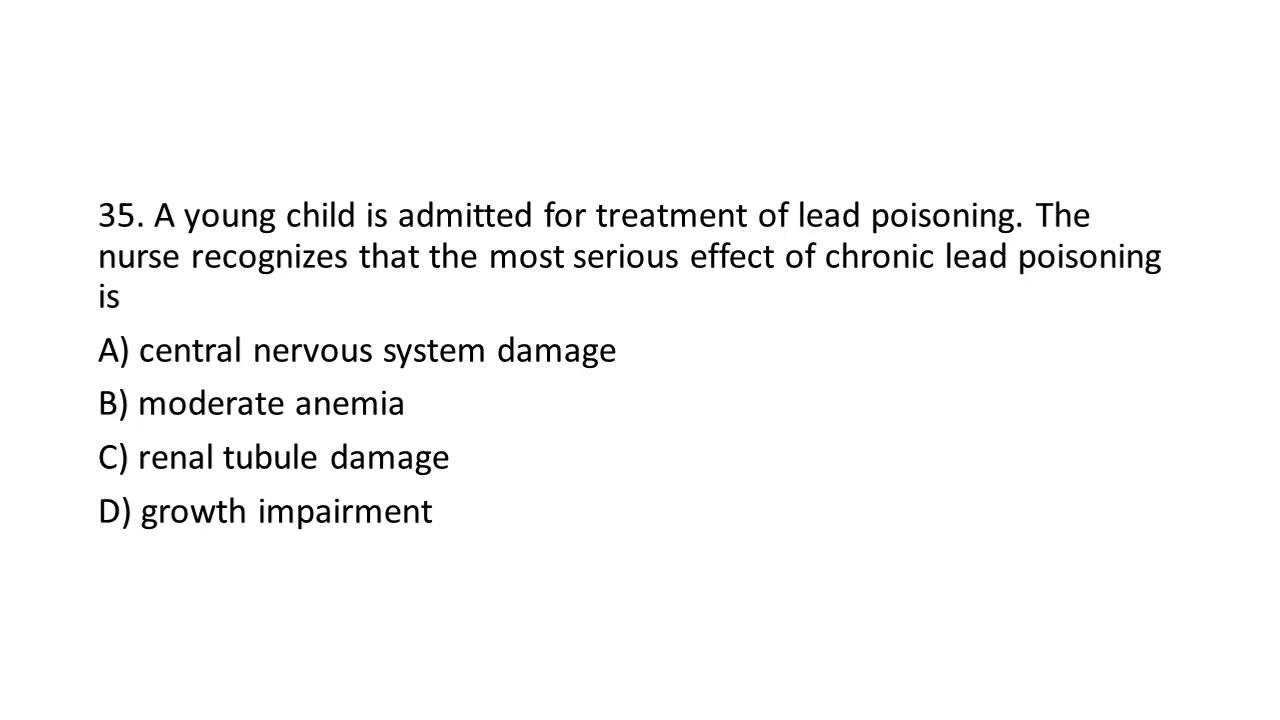 35. A young child is admitted for treatment of lead poisoning. The
nurse recognizes that the most serious effect of chronic lead poisoning
is
A) central nervous system damage
B) moderate anemia
C) renal tubule damage
D) growth impairment